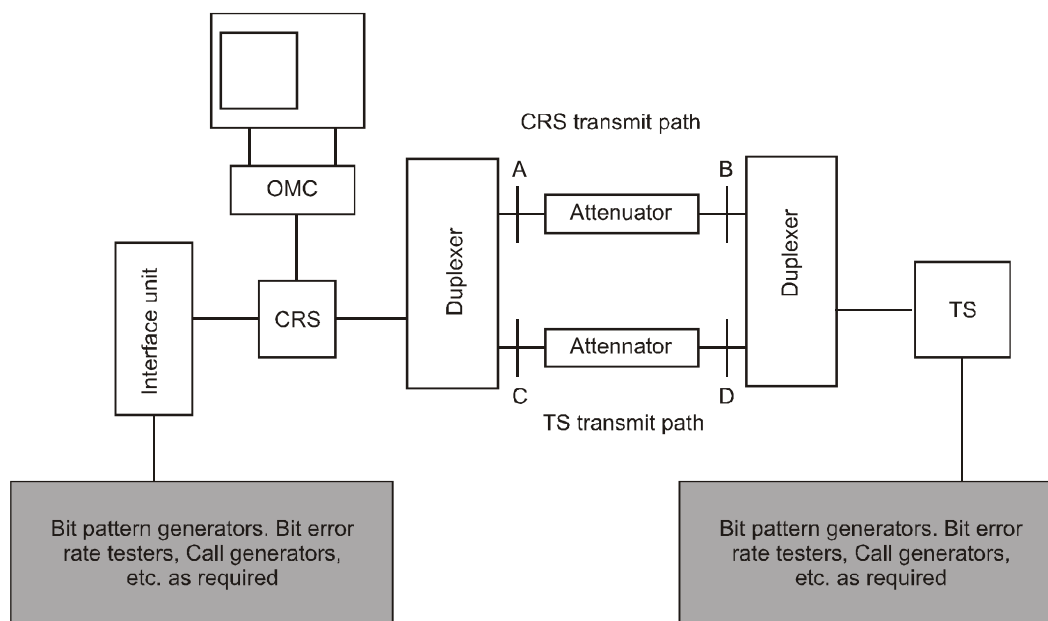 CRS transmit path
A
B
OMC
Attenuator
Duplexer
Duplexer
Interface unit
CRS
TS
Attennator
C
D
TS transmit path
Bit pattern generators. Bit error
rate testers, Call generators,
etc. as required
Bit pattern generators. Bit error
rate testers, Call generators,
etc. as required